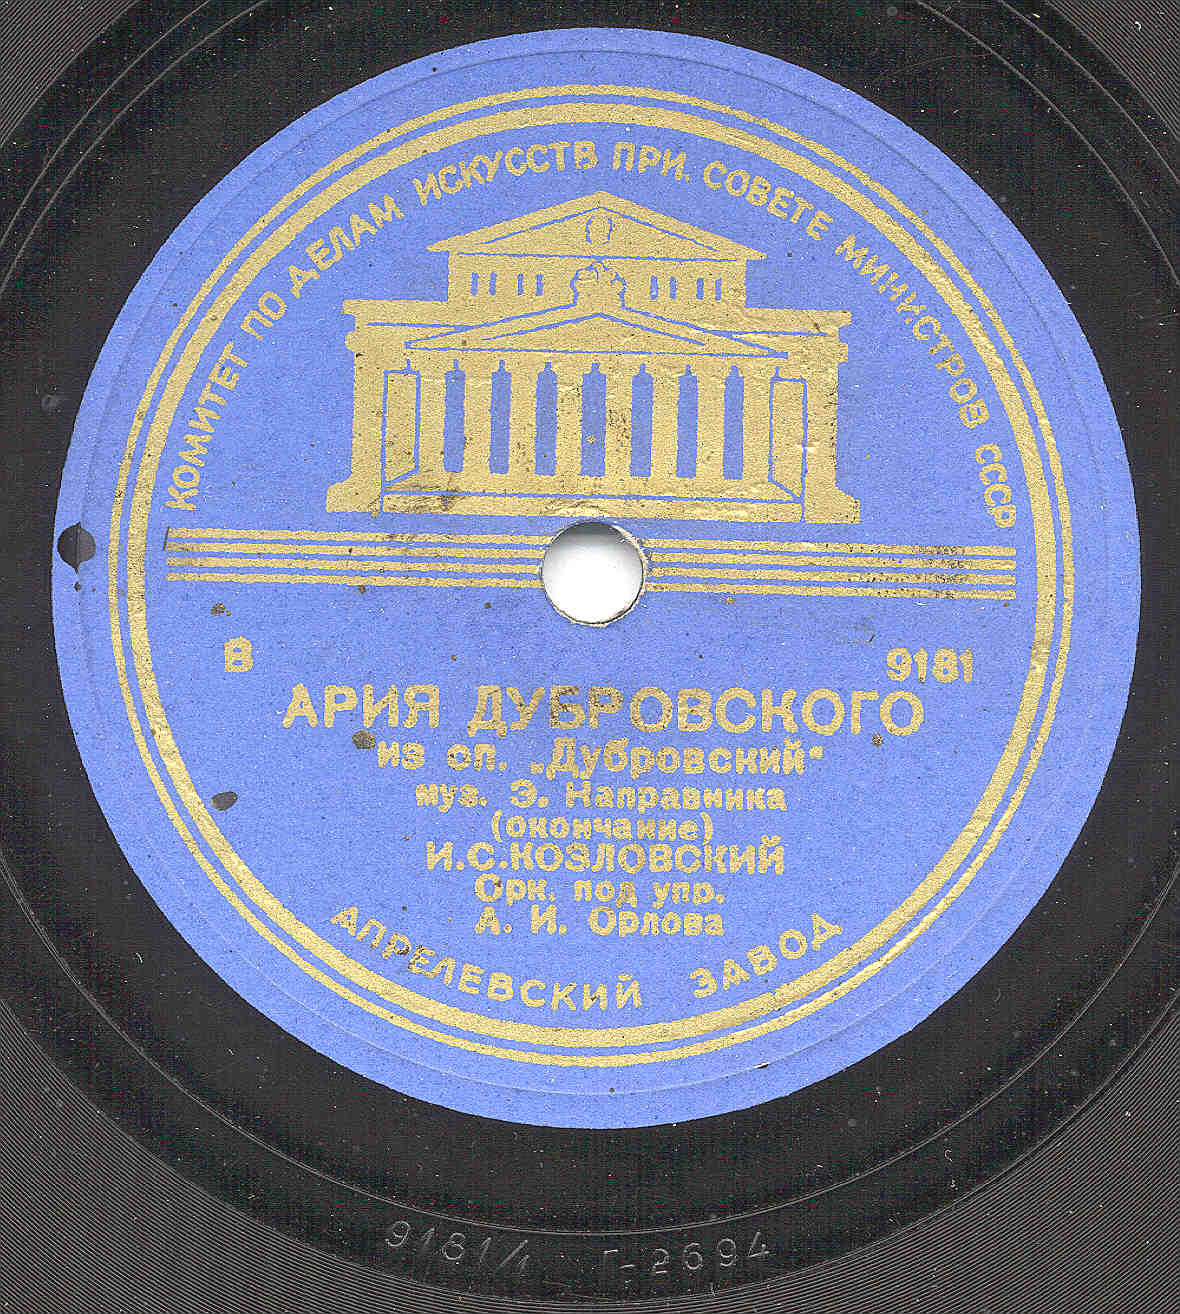 КОМИТЕТ ПО ДЕЛАМ ИСКУССТВ ПРИ. СОВЕТЕ МИНИСТРОВ СССР
В 9181
АРИЯ ДУБРОВСКОГО
из оп. „Дубровский“
муз. Э. Направника
(окончание)
И.С.КОЗЛОВСКИЙ
Орк. под упр.
А. И. Орлова
АПРЕЛЕВСКИЙ ЗАВОД
9181/1 Г-2694